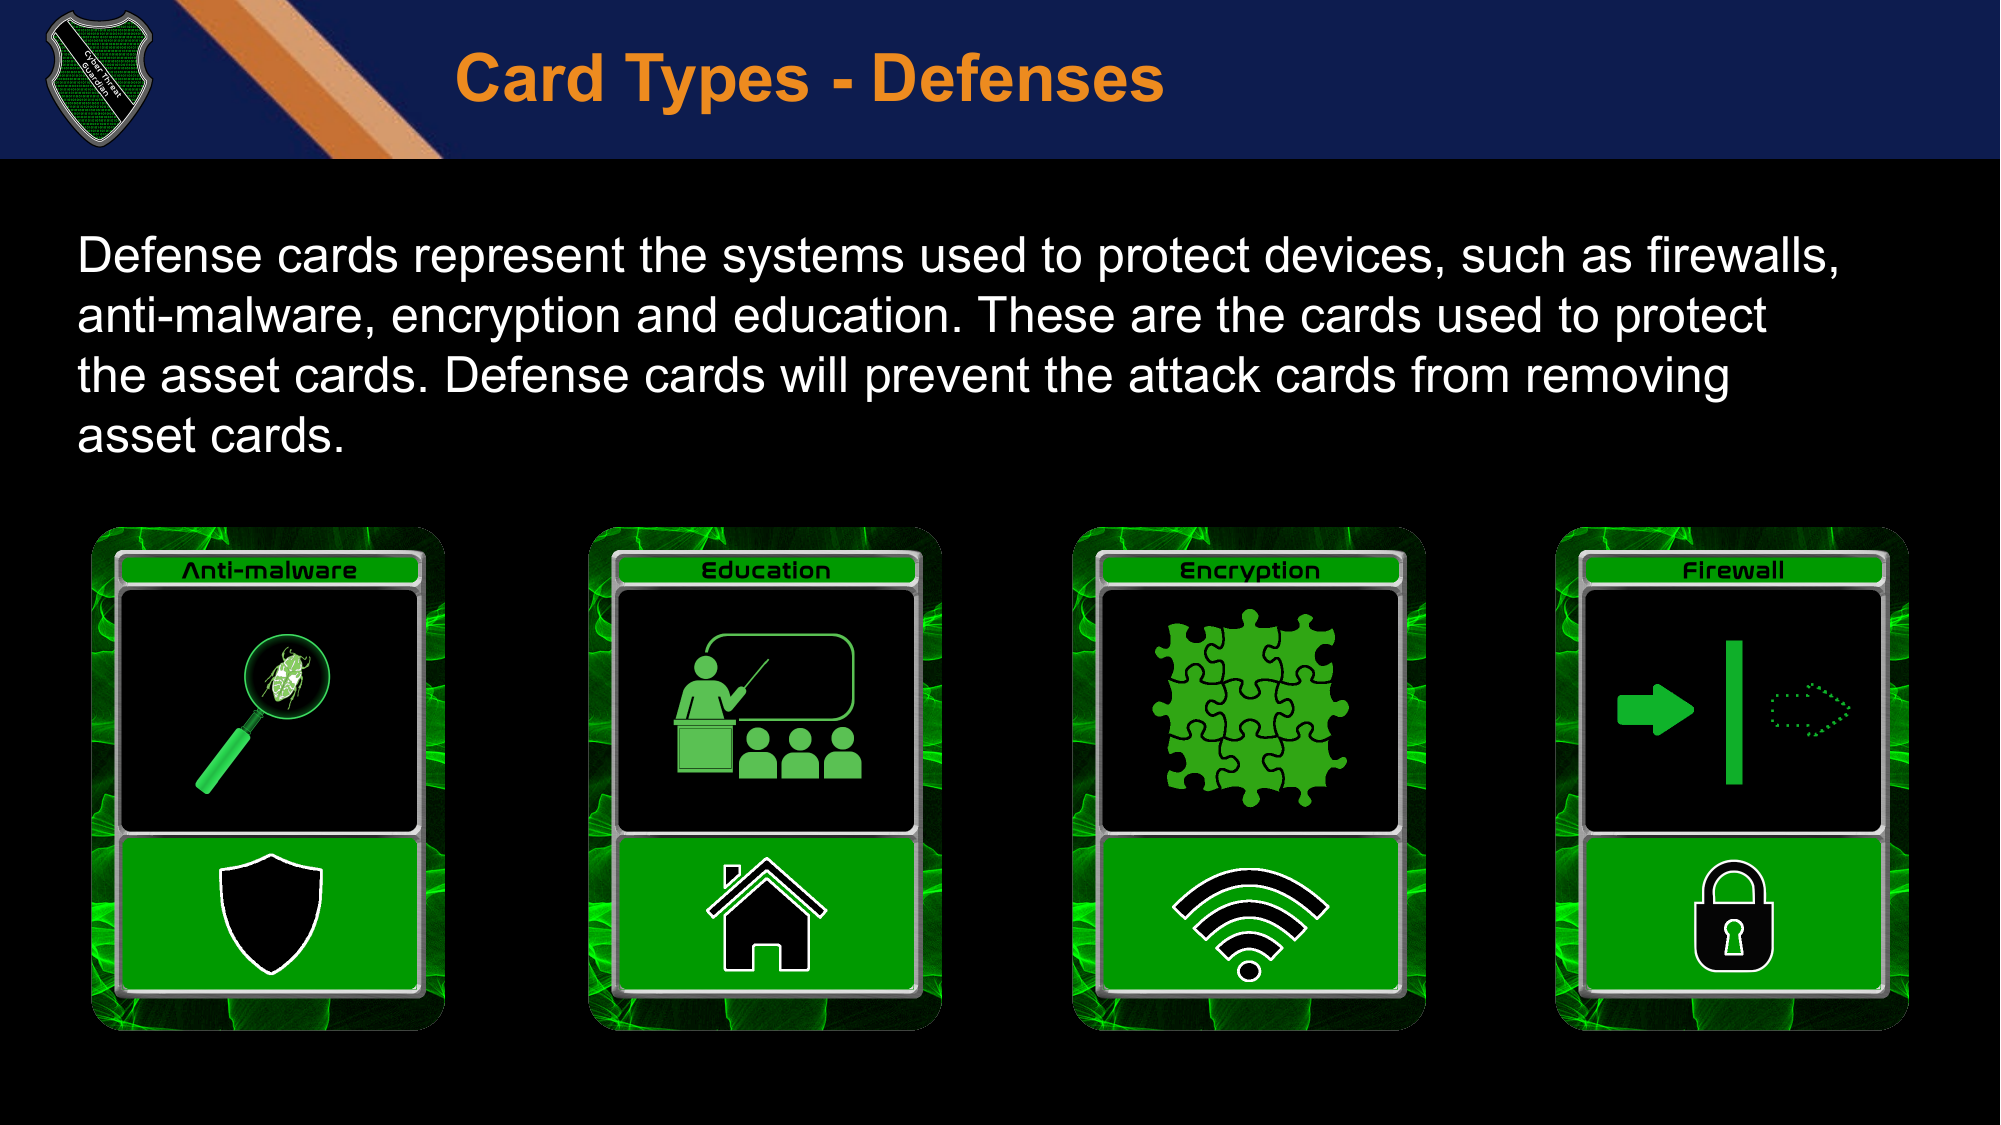 Cyber Threat
Guardian
Card Types - Defenses
Defense cards represent the systems used to protect devices, such as firewalls,
anti-malware, encryption and education. These are the cards used to protect
the asset cards. Defense cards will prevent the attack cards from removing
asset cards.
Anti-malware
Education
Encryption
Firewall